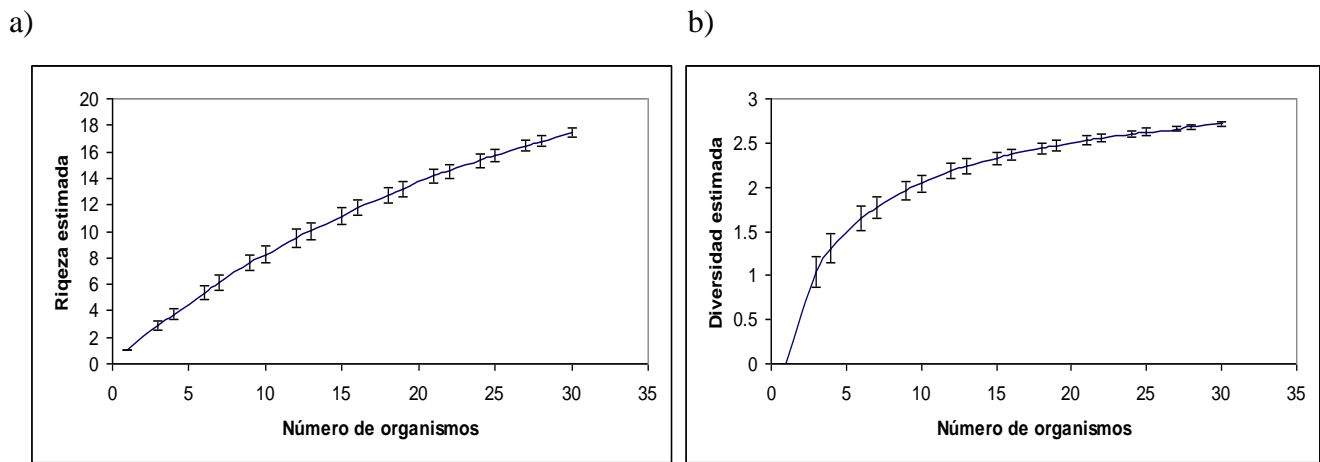 a)
b)
20
18
16
14
12
10
8
6
4
2
0
Riqeza estimada
0 5 10 15 20 25 30 35
Número de organismos
3
2.5
2
1.5
1
0.5
0
Diversidad estimada
0 5 10 15 20 25 30 35
Número de organismos